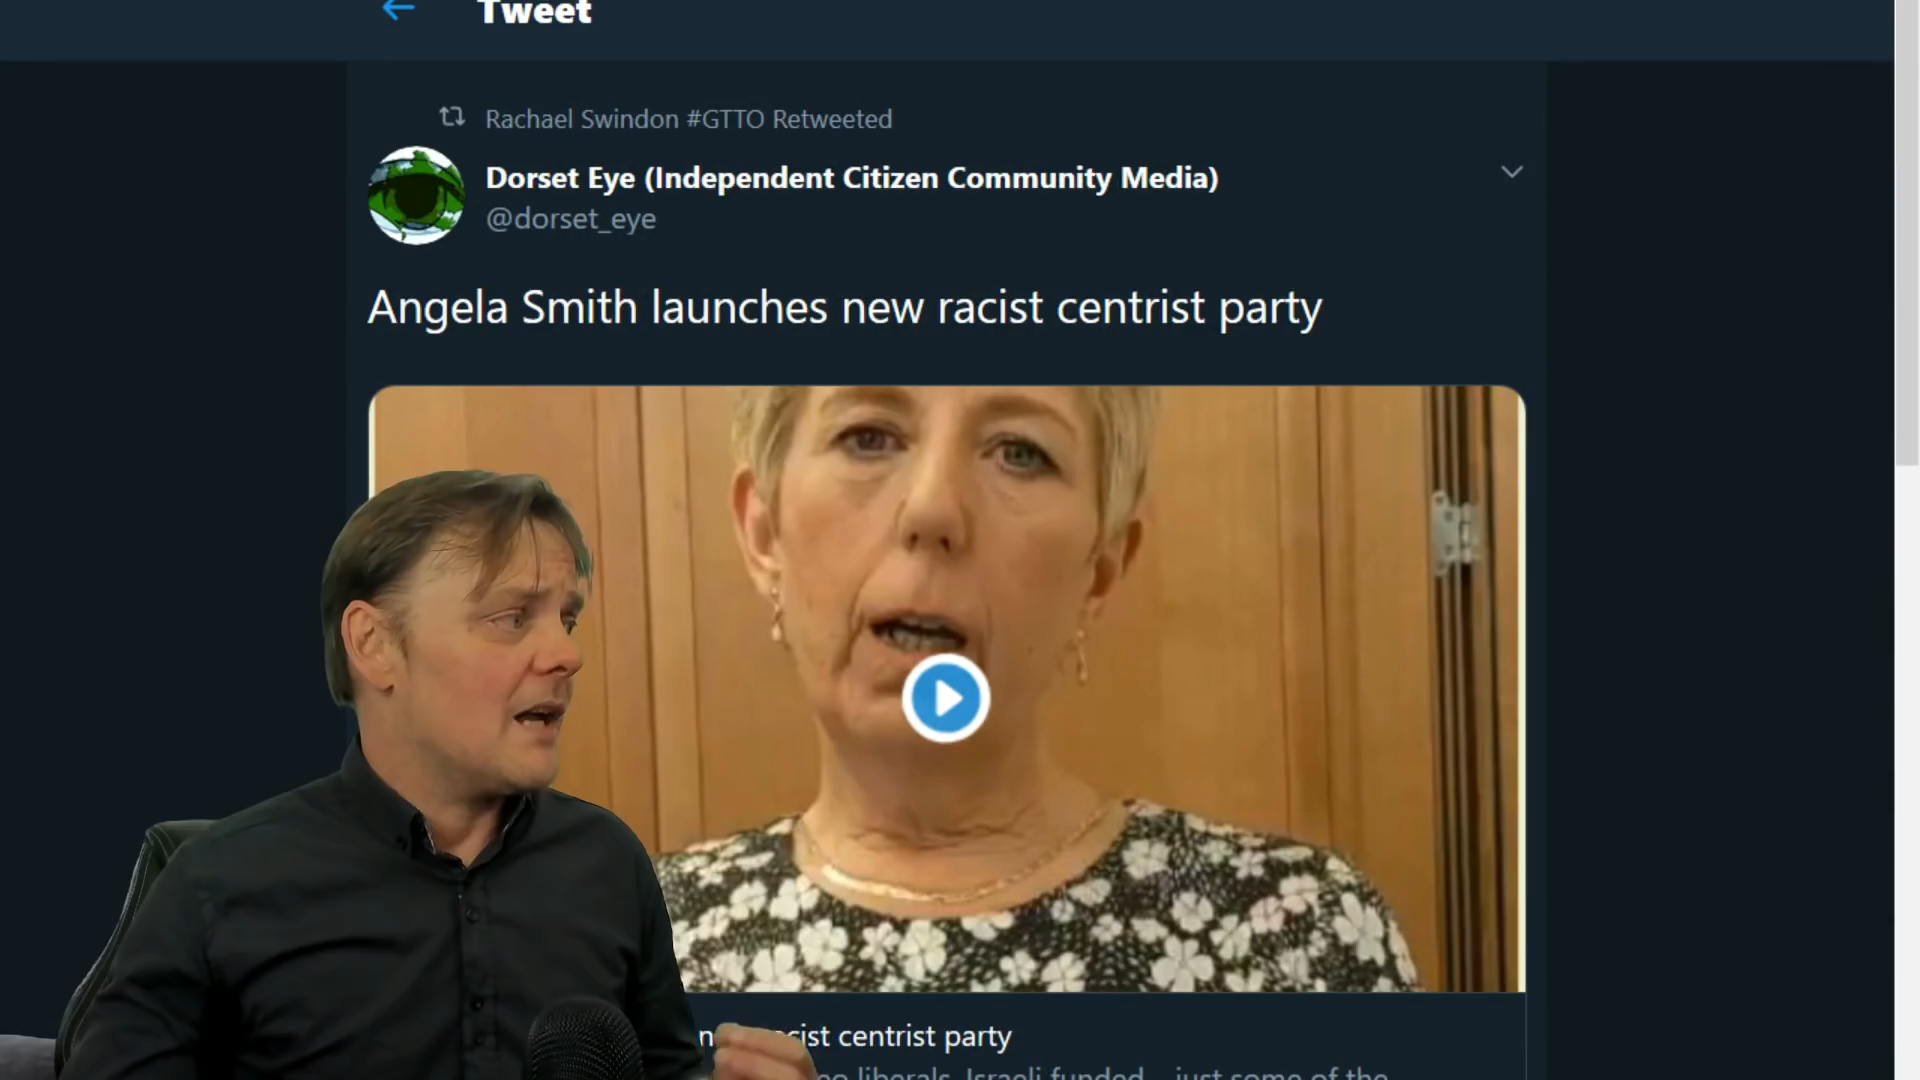 Tweet
Rachael Swindon #GTTO Retweeted
Dorset Eye (Independent Citizen Community Media)
@dorset_eye
Angela Smith launches new racist centrist party
centrist party
liberals, Israeli funded... just some of the